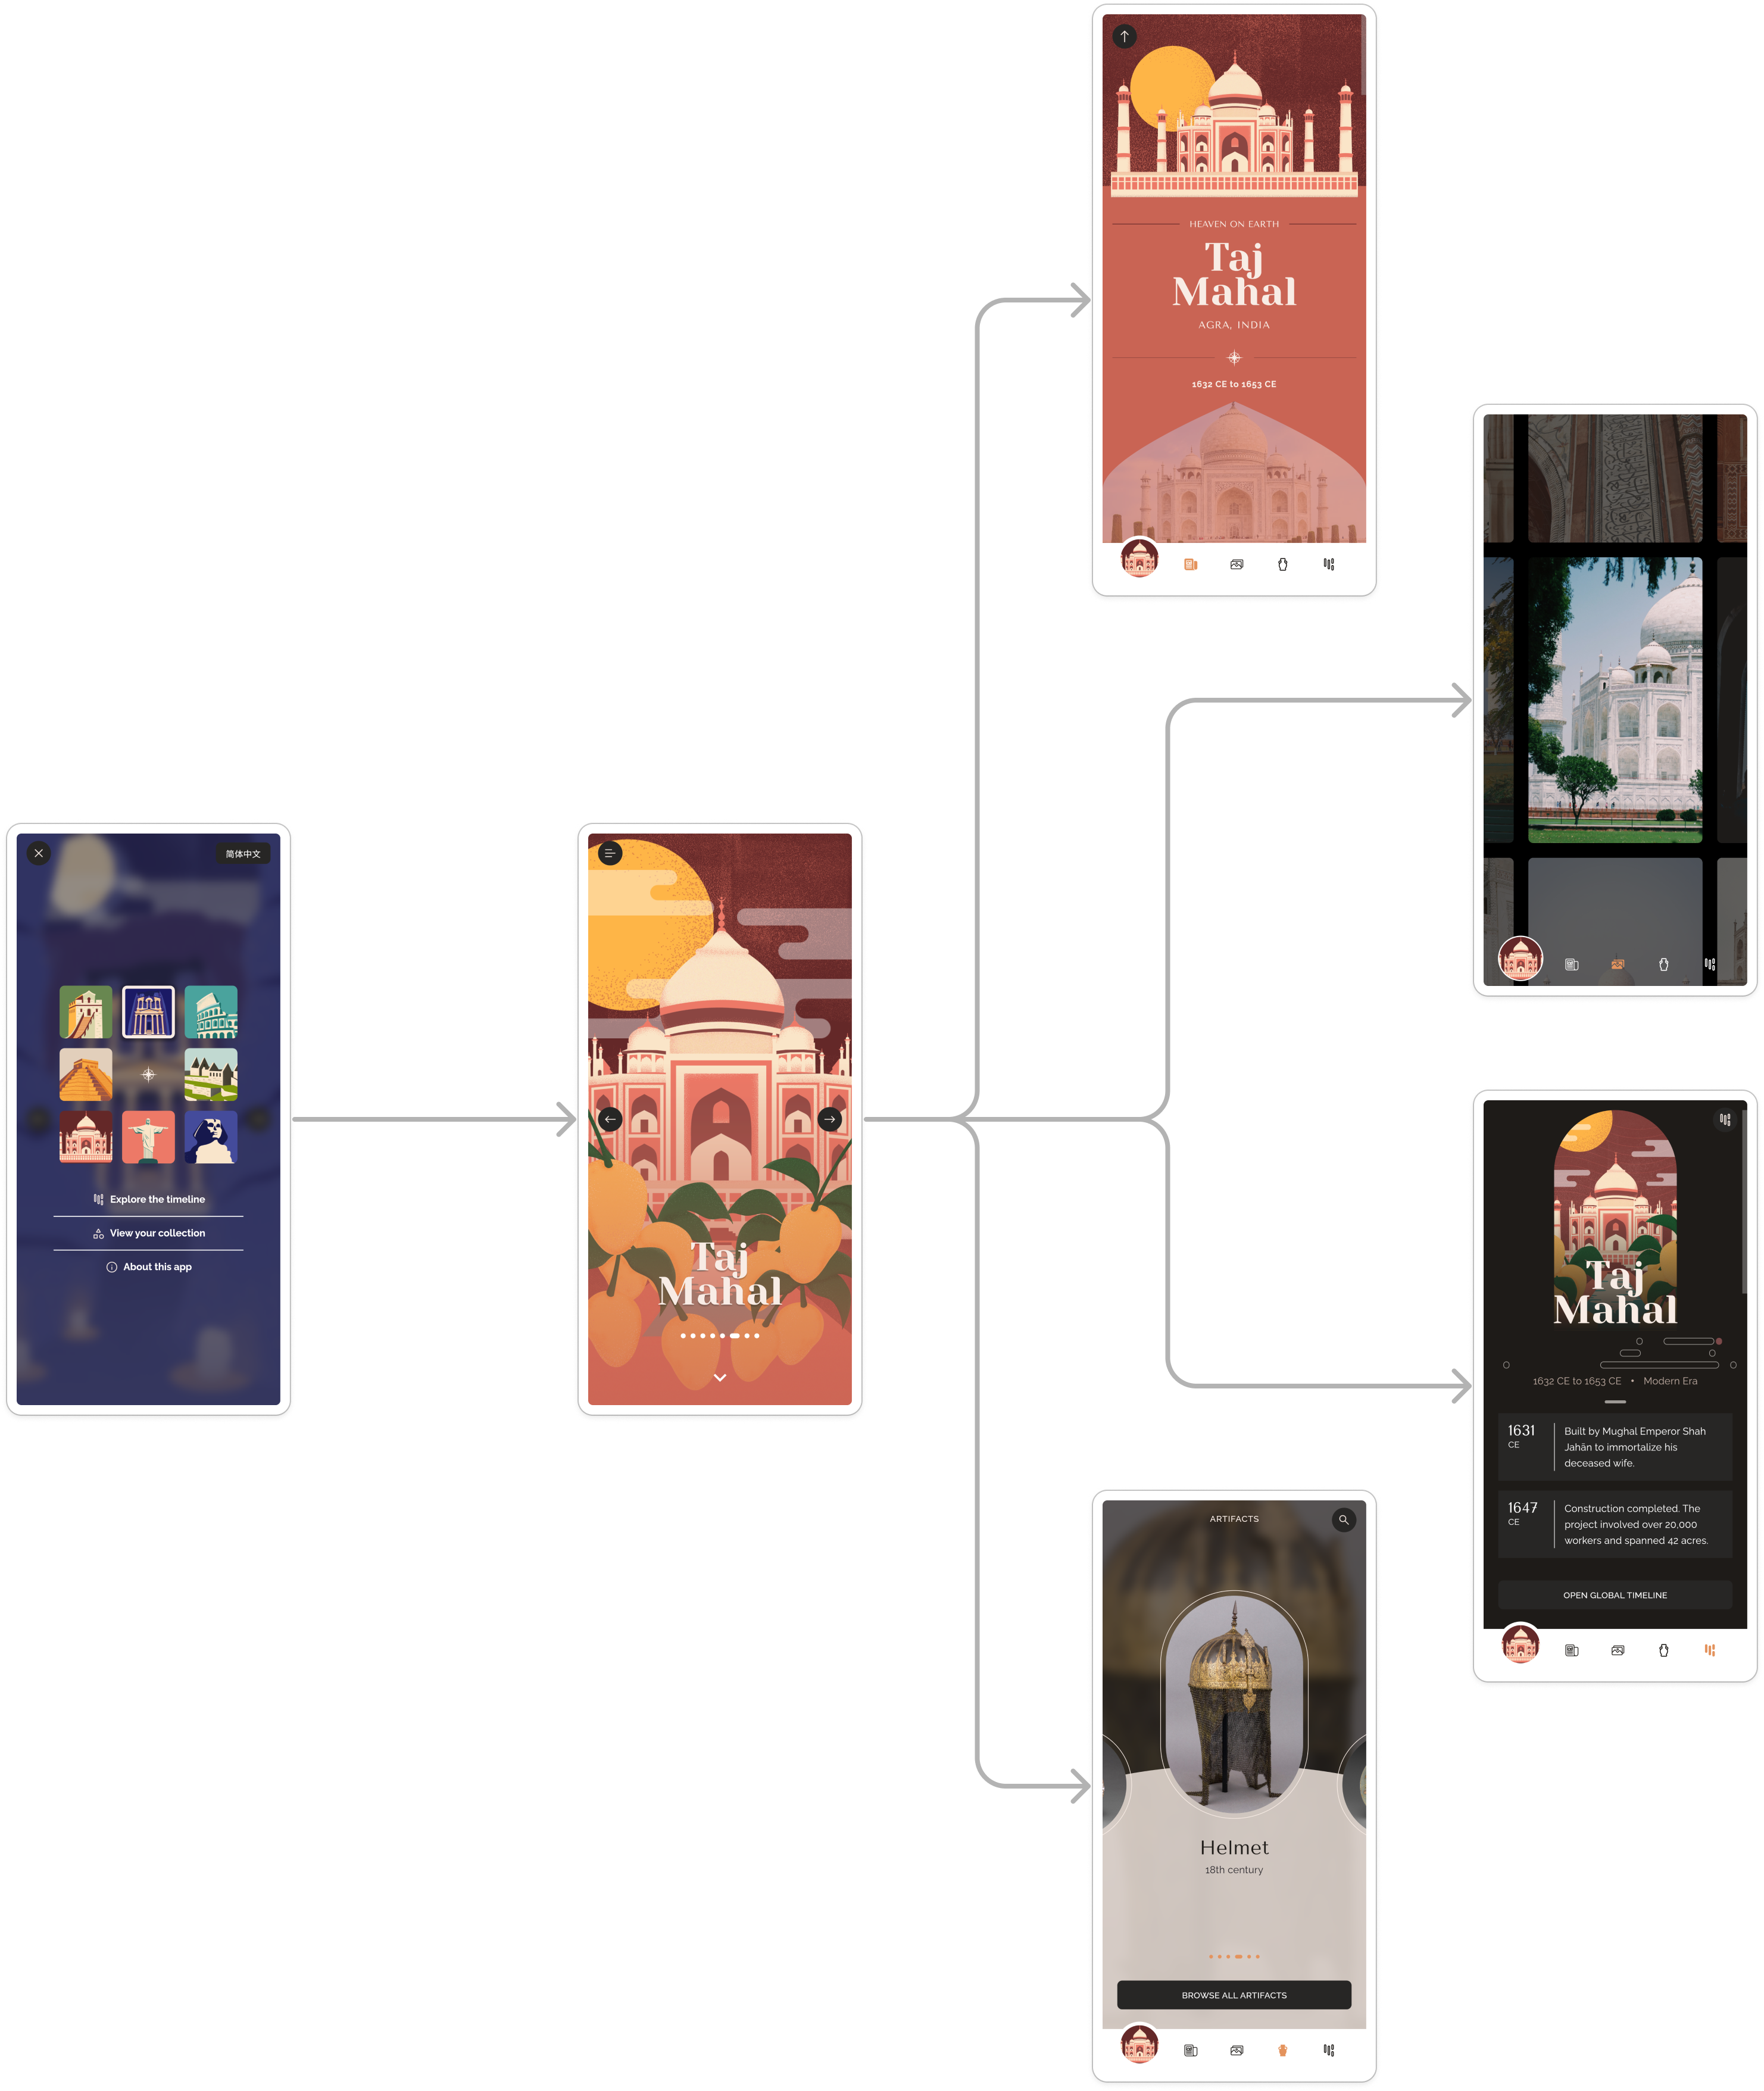 简体中文
Explore the timeline
View your collection
About this app
Taj
Mahal
HEAVEN ON EARTH
Taj
Mahal
AGRA, INDIA
1632 CE to 1653 CE
Taj
Mahal
1632 CE to 1653 CE • Modern Era
1631
CE
Built by Mughal Emperor Shah
Jahān to immortalize his
deceased wife.
1647
CE
Construction completed. The
project involved over 20,000
workers and spanned 42 acres.
OPEN GLOBAL TIMELINE
ARTIFACTS
Helmet
18th century
BROWSE ALL ARTIFACTS